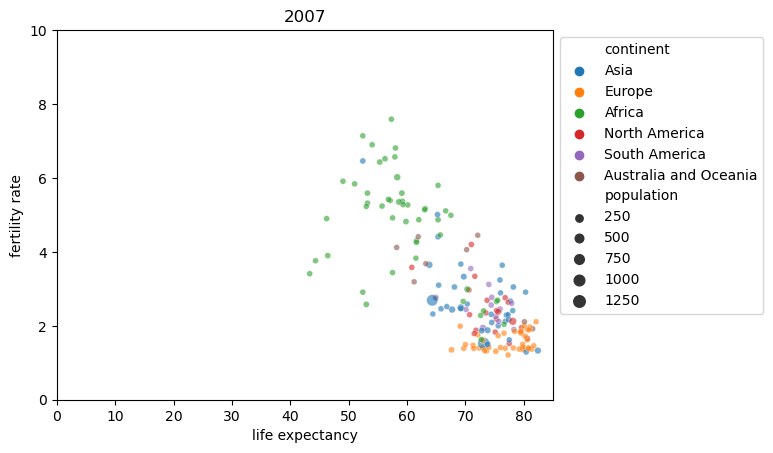 2007
10
8
6
4
2
0
fertility rate
0 10 20 30 40 50 60 70 80
life expectancy
continent
Asia
Europe
Africa
North America
South America
Australia and Oceania
population
250
500
750
1000
1250